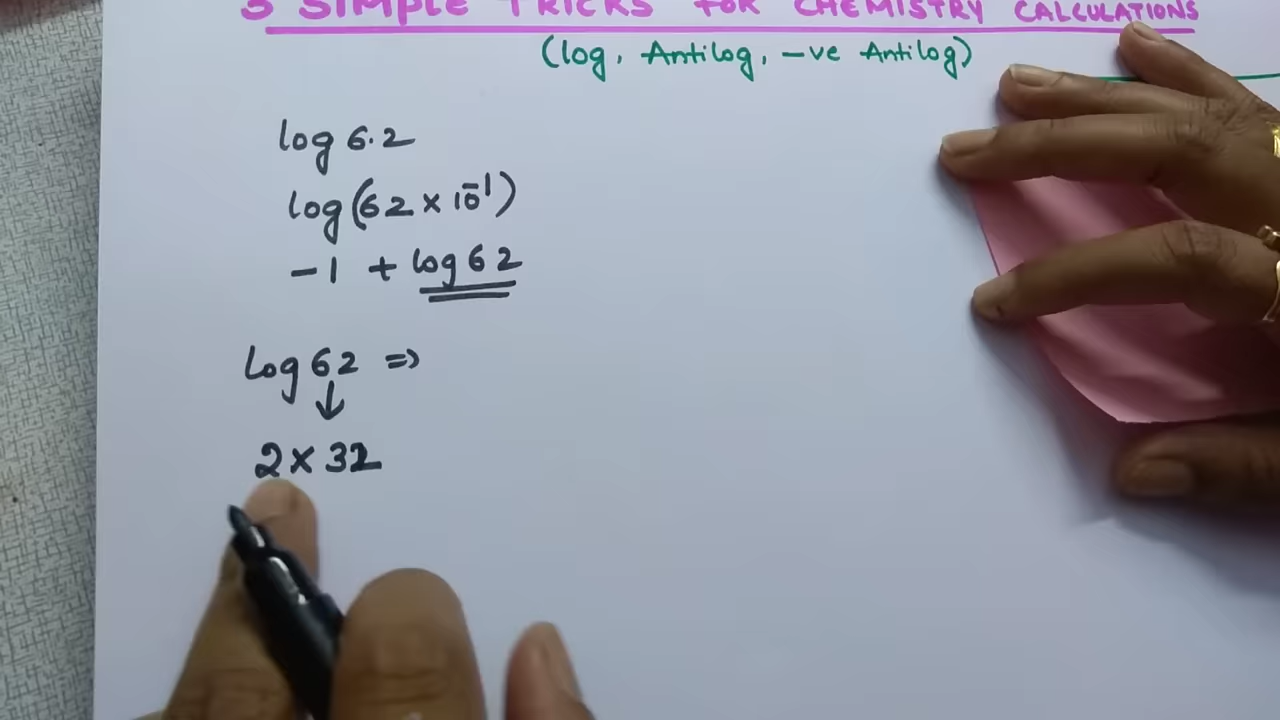 3 SIMPLE TRICKS FOR CHEMISTRY CALCULATIONS
(log, Antilog, -ve Antilog)
log 6.2
log(62 × 10⁻¹)
-1 + log 62
log 62 ⇒
↓
2 × 32